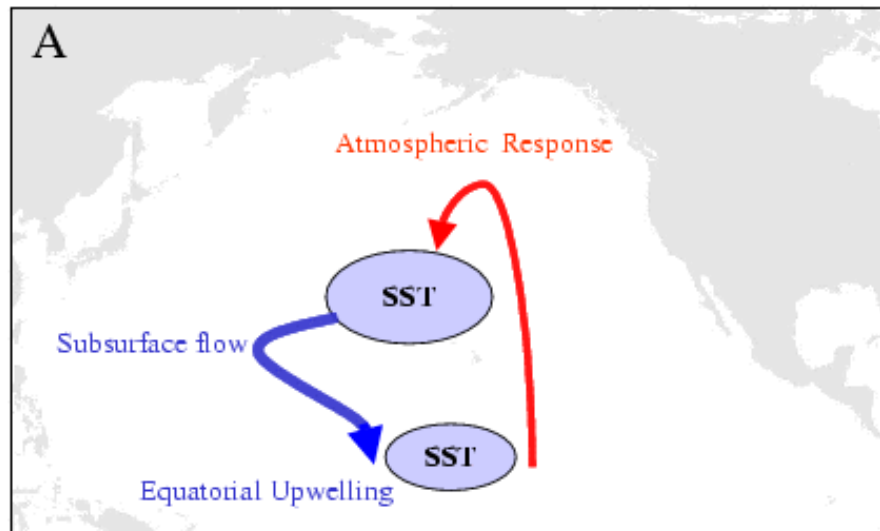 A
Atmospheric Response
SST
Subsurface flow
SST
Equatorial Upwelling